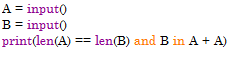 A = input()
B = input()
print(len(A) == len(B) and B in A + A)